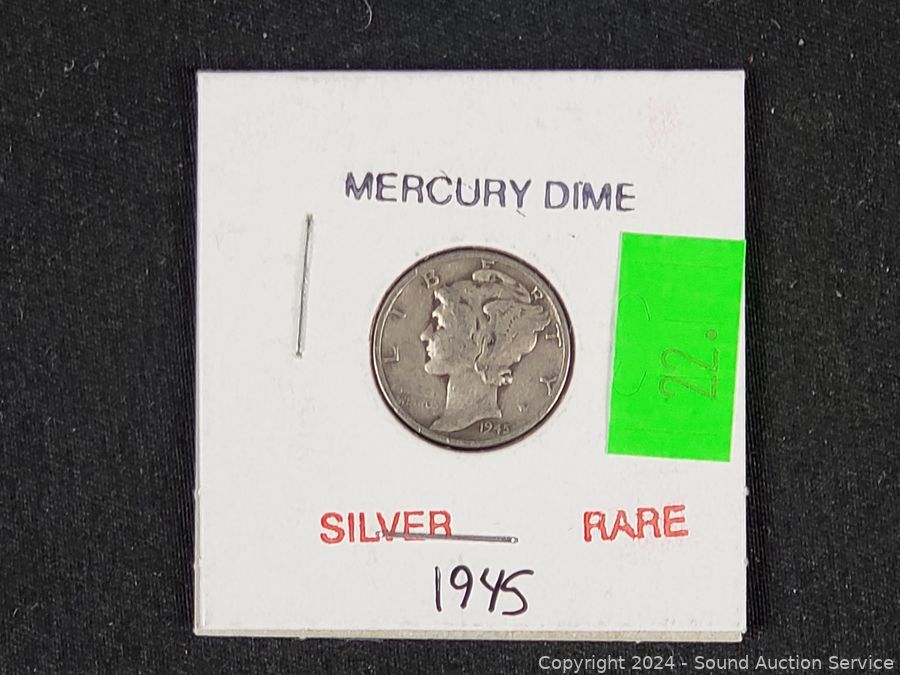 MERCURY DIME
LIBERTY
1945
22.
SILVER RARE
1945
Copyright 2024 - Sound Auction Service